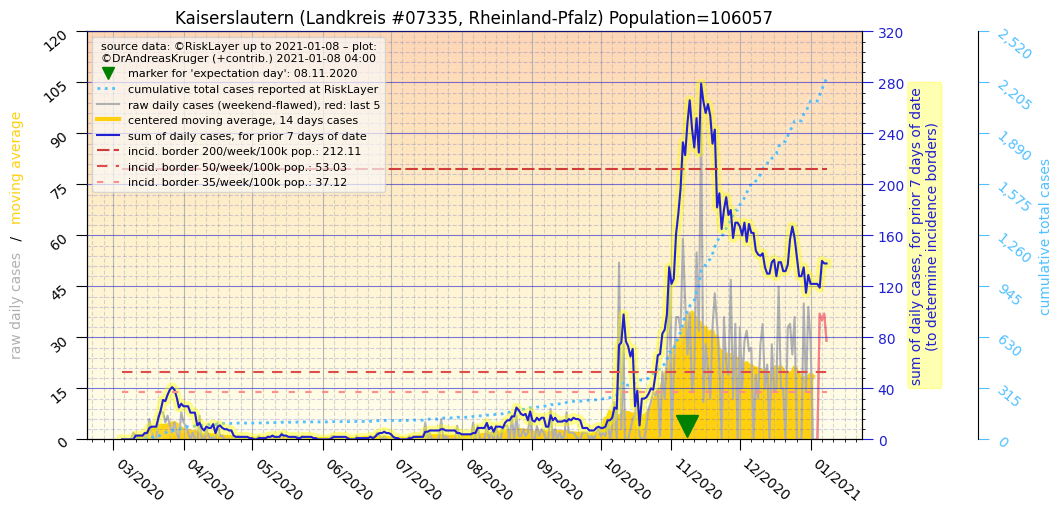 Kaiserslautern (Landkreis #07335, Rheinland-Pfalz) Population=106057
source data: ©RiskLayer up to 2021-01-08 – plot:
©DrAndreasKruger (+contrib.) 2021-01-08 04:00
marker for 'expectation day': 08.11.2020
cumulative total cases reported at RiskLayer
raw daily cases (weekend-flawed), red: last 5
centered moving average, 14 days cases
sum of daily cases, for prior 7 days of date
incid. border 200/week/100k pop.: 212.11
incid. border 50/week/100k pop.: 53.03
incid. border 35/week/100k pop.: 37.12
raw daily cases / moving average
120
105
90
75
60
45
30
15
0
320
280
240
200
160
120
80
40
0
sum of daily cases, for prior 7 days of date
(to determine incidence borders)
2,520
2,205
1,890
1,575
1,260
945
630
315
0
cumulative total cases
03/2020
04/2020
05/2020
06/2020
07/2020
08/2020
09/2020
10/2020
11/2020
12/2020
01/2021